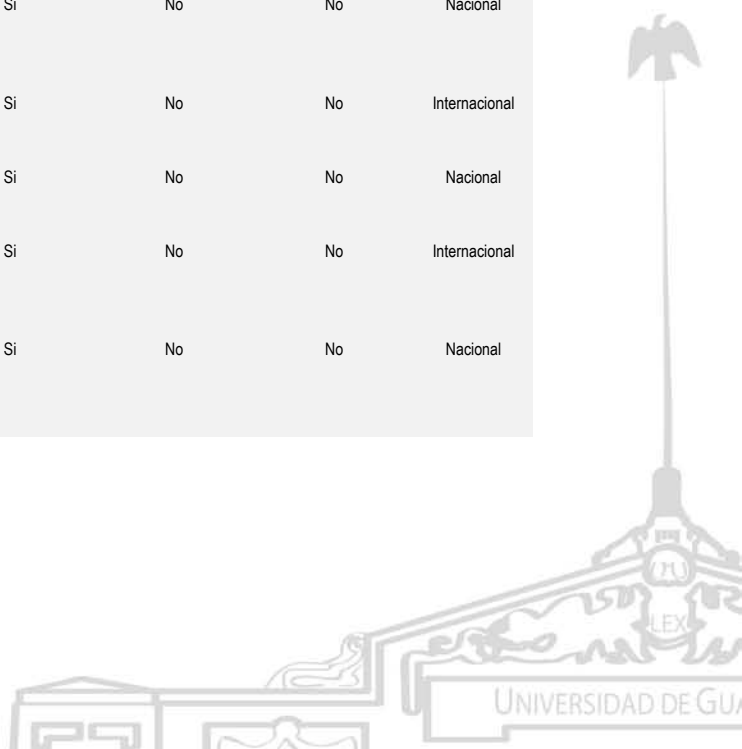 Si No No Nacional
Si No No Internacional
Si No No Nacional
Si No No Internacional
Si No No Nacional
LEX
UNIVERSIDAD DE